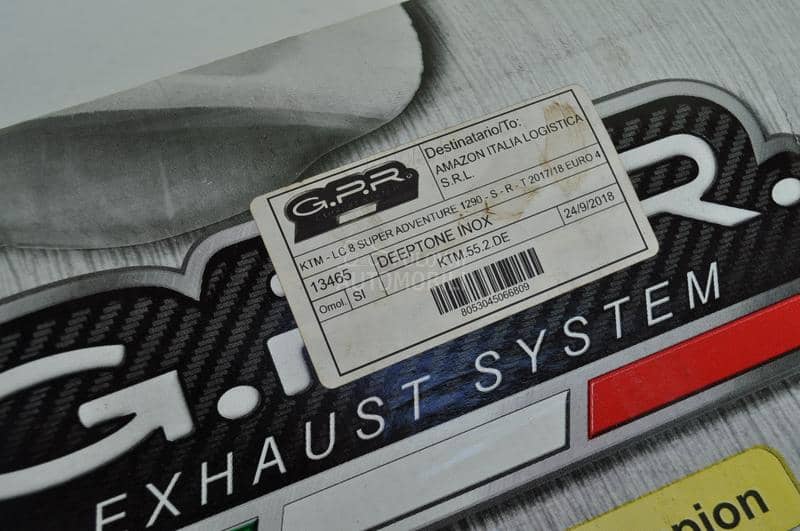 G.P.R.
Destinatario/To:
AMAZON ITALIA LOGISTICA
S.R.L.
KTM - LC 8 SUPER ADVENTURE 1290 - S - R - T 2017/18 EURO 4
13465
DEEPTONE INOX
24/9/2018
Omol.
SI
KTM.55.2.DE
8053045066809
G.P.R.
EXHAUST SYSTEM